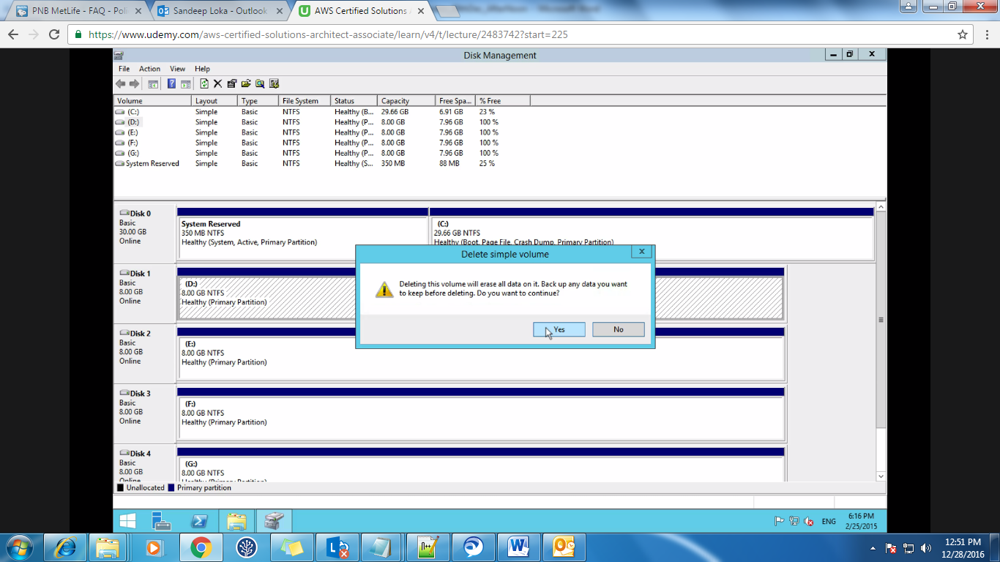 PNB MetLife - FAQ - Poli
Sandeep Loka - Outlook
AWS Certified Solutions A
https://www.udemy.com/aws-certified-solutions-architect-associate/learn/v4/t/lecture/2483742?start=225
Disk Management
File Action View Help
Volume Layout Type File System Status Capacity Free Spa... % Free
(C:) Simple Basic NTFS Healthy (B... 29.66 GB 6.91 GB 23 %
(D:) Simple Basic NTFS Healthy (P... 8.00 GB 7.96 GB 100 %
(E:) Simple Basic NTFS Healthy (P... 8.00 GB 7.96 GB 100 %
(F:) Simple Basic NTFS Healthy (P... 8.00 GB 7.96 GB 100 %
(G:) Simple Basic NTFS Healthy (P... 8.00 GB 7.96 GB 100 %
System Reserved Simple Basic NTFS Healthy (S... 350 MB 88 MB 25 %
Disk 0
Basic
30.00 GB
Online
System Reserved
350 MB NTFS
Healthy (System, Active, Primary Partition)
(C:)
29.66 GB NTFS
Healthy (Boot, Page File, Crash Dump, Primary Partition)
Disk 1
Basic
8.00 GB
Online
(D:)
8.00 GB NTFS
Healthy (Primary Partition)
Delete simple volume
Deleting this volume will erase all data on it. Back up any data you want
to keep before deleting. Do you want to continue?
Yes No
Disk 2
Basic
8.00 GB
Online
(E:)
8.00 GB NTFS
Healthy (Primary Partition)
Disk 3
Basic
8.00 GB
Online
(F:)
8.00 GB NTFS
Healthy (Primary Partition)
Disk 4
Basic
8.00 GB
Online
(G:)
8.00 GB NTFS
Healthy (Primary Partition)
Unallocated Primary partition
ENG
6:16 PM
2/25/2015
12:51 PM
12/28/2016